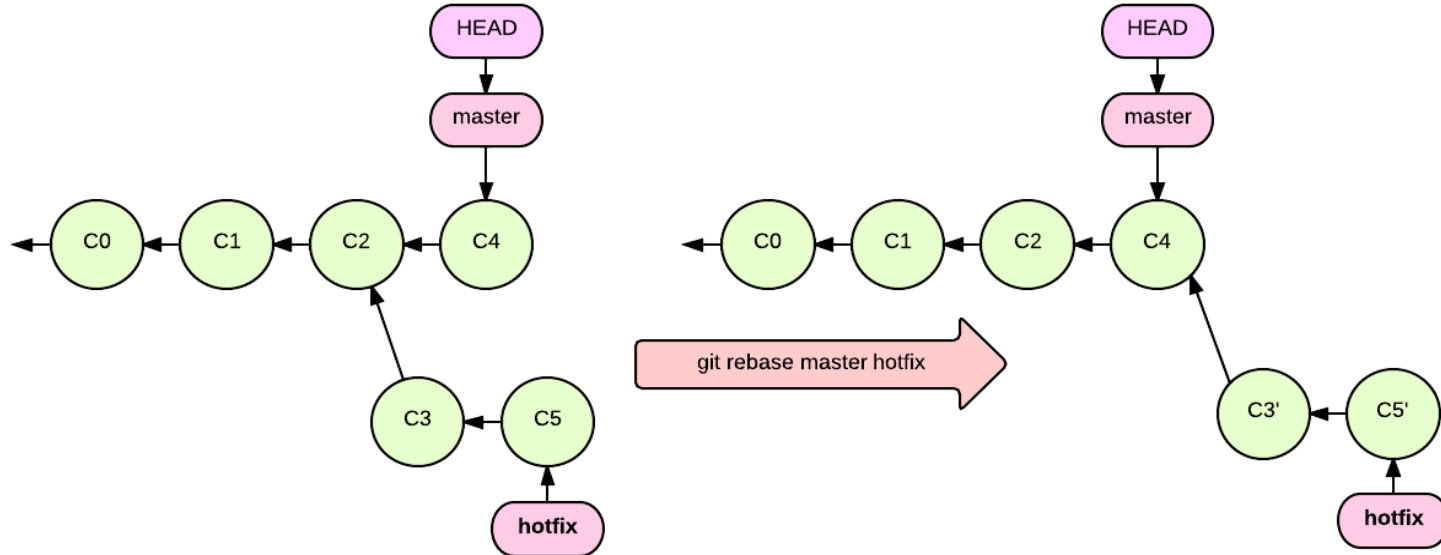 HEAD
master
C0
C1
C2
C4
C3
C5
hotfix
git rebase master hotfix
HEAD
master
C0
C1
C2
C4
C3'
C5'
hotfix